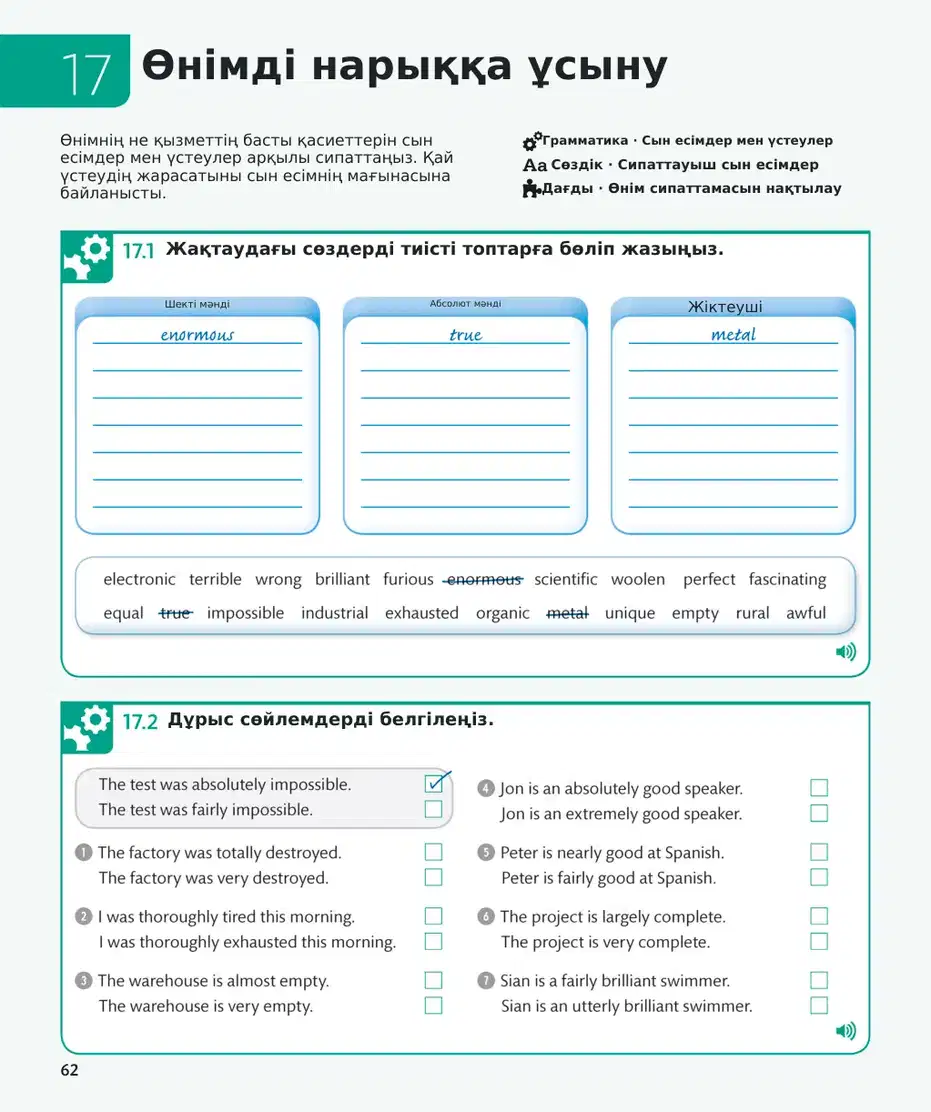 17
Өнімді нарыққа ұсыну
Өнімнің не қызметтің басты қасиеттерін сын
есімдер мен үстеулер арқылы сипаттаңыз. Қай
үстеудің жарасатыны сын есімнің мағынасына
байланысты.
Грамматика · Сын есімдер мен үстеулер
Aa Сөздік · Сипаттауыш сын есімдер
Дағды · Өнім сипаттамасын нақтылау
17.1 Жақтаудағы сөздерді тиісті топтарға бөліп жазыңыз.
Шекті мәнді
enormous
Абсолют мәнді
true
Жіктеуші
metal
electronic terrible wrong brilliant furious enormous scientific woolen perfect fascinating
equal true impossible industrial exhausted organic metal unique empty rural awful
17.2 Дұрыс сөйлемдерді белгілеңіз.
The test was absolutely impossible.
The test was fairly impossible.
1 The factory was totally destroyed.
The factory was very destroyed.
2 I was thoroughly tired this morning.
I was thoroughly exhausted this morning.
3 The warehouse is almost empty.
The warehouse is very empty.
4 Jon is an absolutely good speaker.
Jon is an extremely good speaker.
5 Peter is nearly good at Spanish.
Peter is fairly good at Spanish.
6 The project is largely complete.
The project is very complete.
7 Sian is a fairly brilliant swimmer.
Sian is an utterly brilliant swimmer.
62